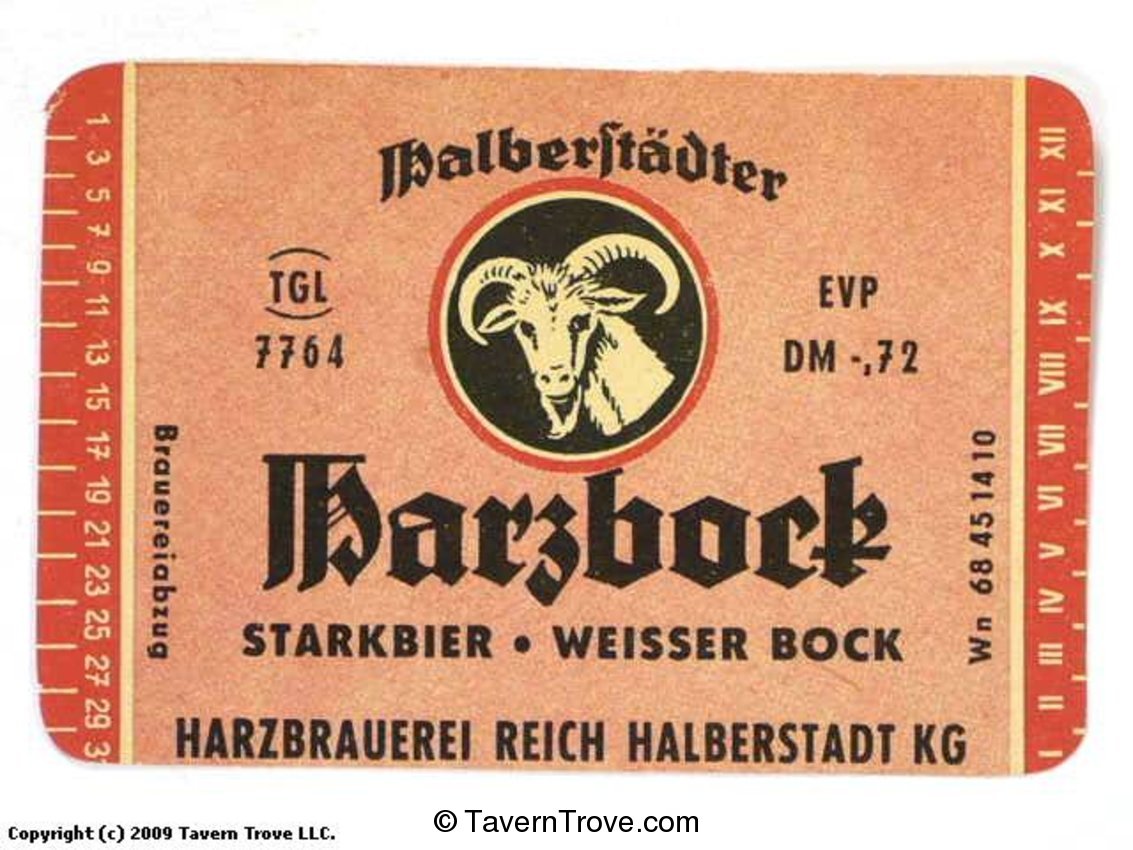 Halberſtädter
TGL
7764
EVP
DM -,72
Harzbock
STARKBIER • WEISSER BOCK
HARZBRAUEREI REICH HALBERSTADT KG
Brauereiabzug
Wn 68 45 14 10
1 3 5 7 9 11 13 15 17 19 21 23 25 27 29 3
XII XI X IX VIII VII VI V IV III II I
Copyright (c) 2009 Tavern Trove LLC.
© TavernTrove.com